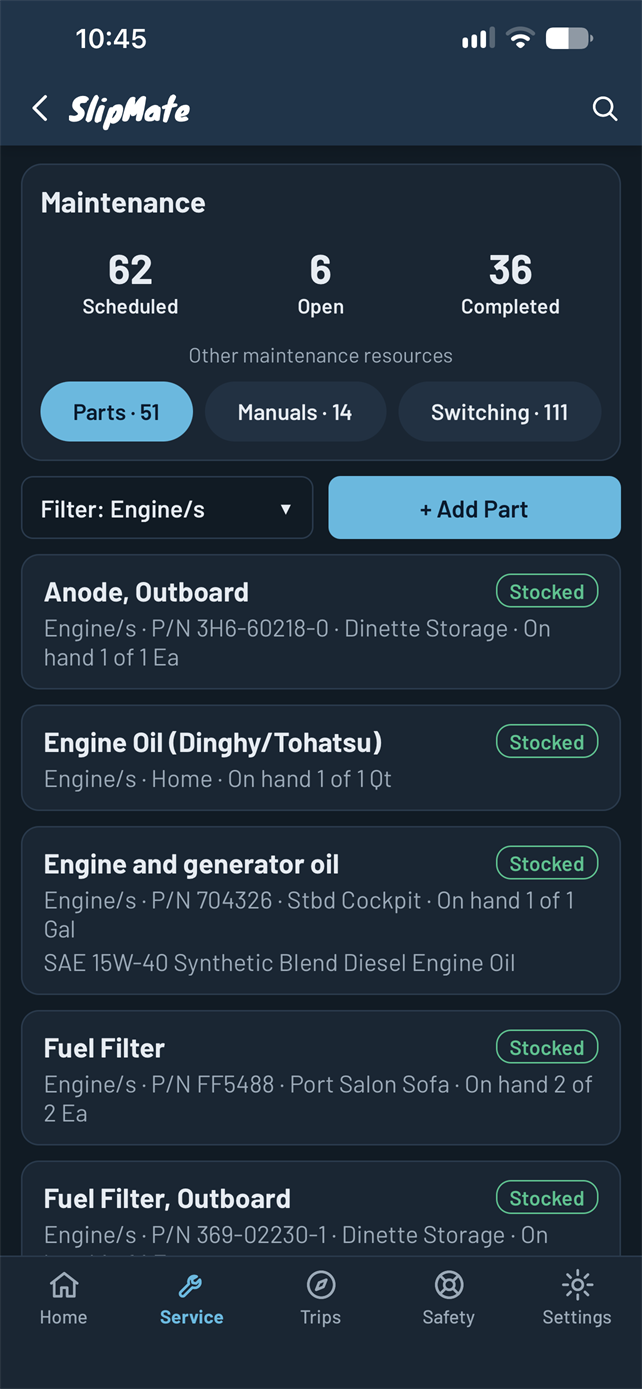 10:45
SlipMate
Maintenance
62
Scheduled
6
Open
36
Completed
Other maintenance resources
Parts · 51
Manuals · 14
Switching · 111
Filter: Engine/s ▼
+ Add Part
Anode, Outboard
Stocked
Engine/s · P/N 3H6-60218-0 · Dinette Storage · On
hand 1 of 1 Ea
Engine Oil (Dinghy/Tohatsu)
Stocked
Engine/s · Home · On hand 1 of 1 Qt
Engine and generator oil
Stocked
Engine/s · P/N 704326 · Stbd Cockpit · On hand 1 of 1
Gal
SAE 15W-40 Synthetic Blend Diesel Engine Oil
Fuel Filter
Stocked
Engine/s · P/N FF5488 · Port Salon Sofa · On hand 2 of
2 Ea
Fuel Filter, Outboard
Stocked
Engine/s · P/N 369-02230-1 · Dinette Storage · On
Home
Service
Trips
Safety
Settings